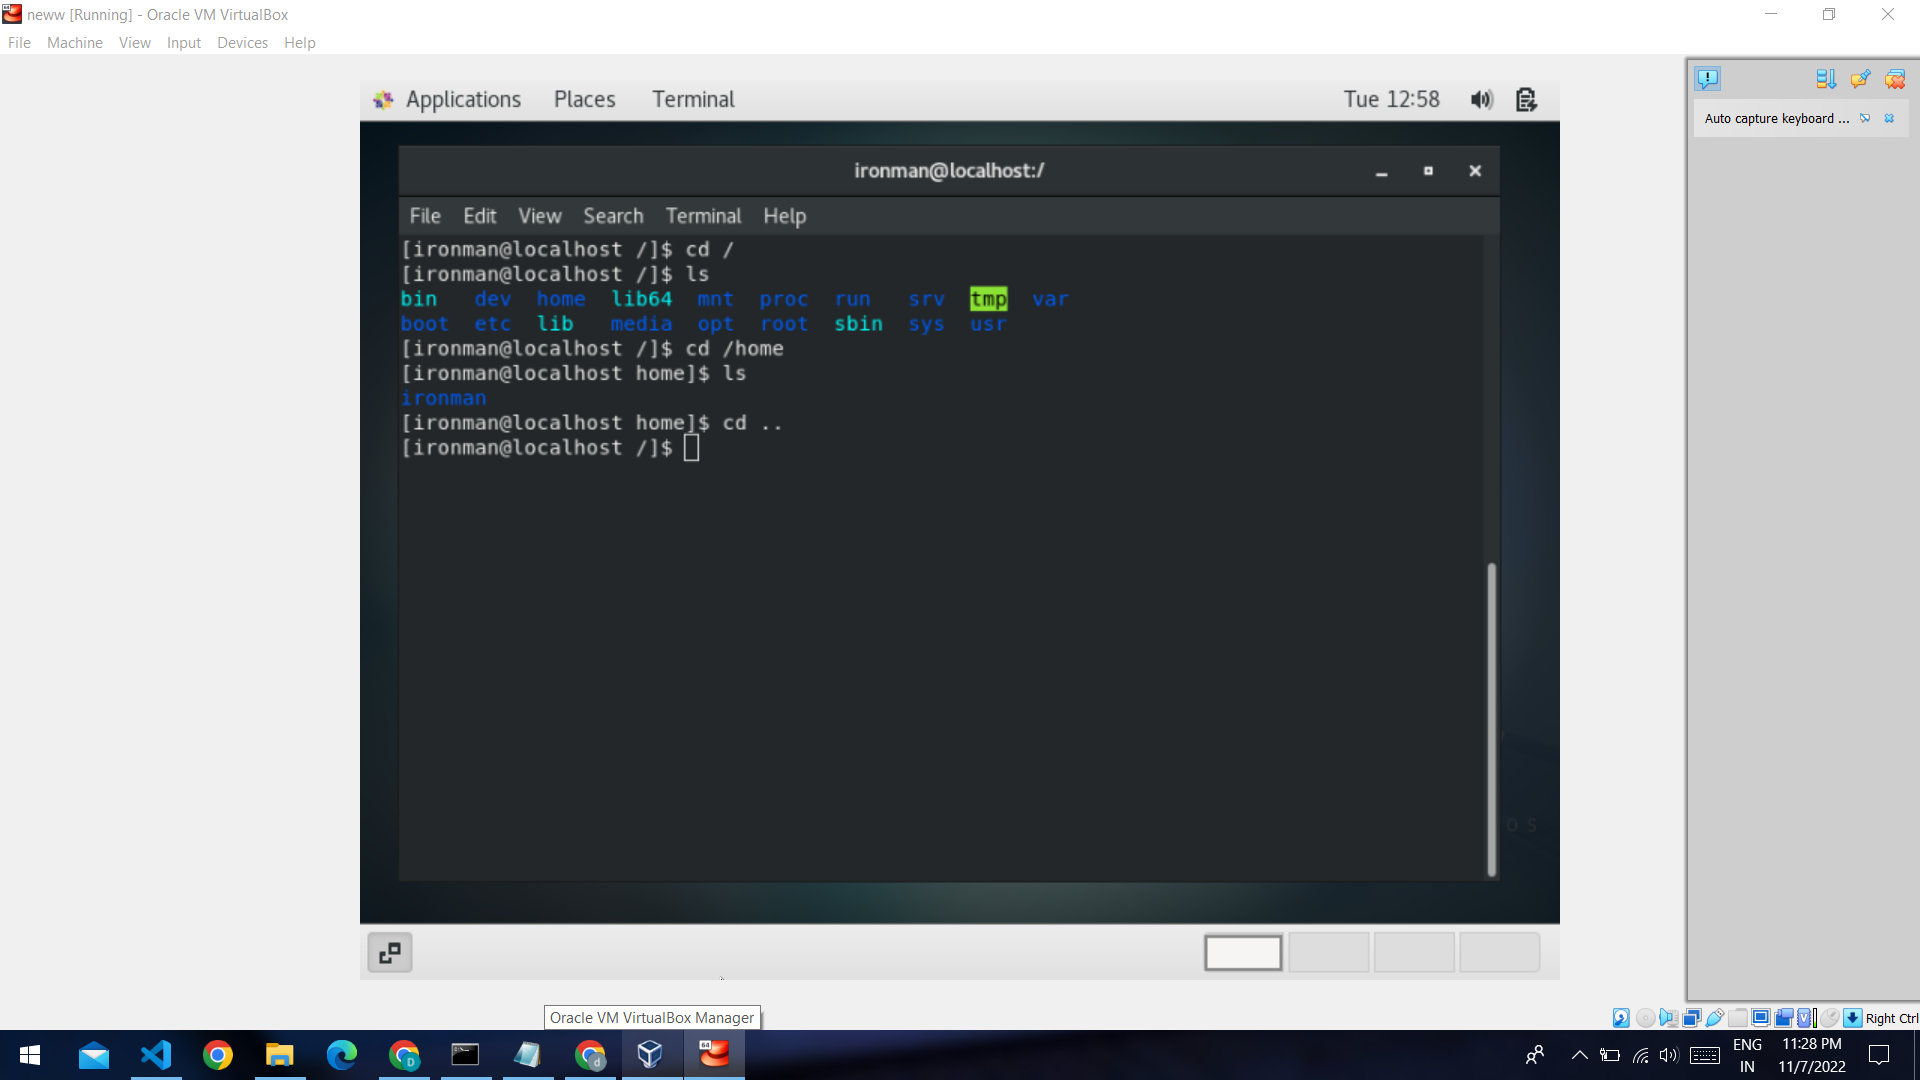 neww [Running] - Oracle VM VirtualBox
File Machine View Input Devices Help
Auto capture keyboard ...
Applications Places Terminal Tue 12:58
ironman@localhost:/
File Edit View Search Terminal Help
[ironman@localhost /]$ cd /
[ironman@localhost /]$ ls
bin dev home lib64 mnt proc run srv tmp var
boot etc lib media opt root sbin sys usr
[ironman@localhost /]$ cd /home
[ironman@localhost home]$ ls
ironman
[ironman@localhost home]$ cd ..
[ironman@localhost /]$
OS
Oracle VM VirtualBox Manager
Right Ctrl
64
D
d
64
ENG
IN
11:28 PM
11/7/2022